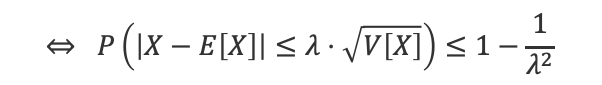 ⇔ P(|X − E[X]| ≤ λ · √V[X]) ≤ 1 − 1/λ²